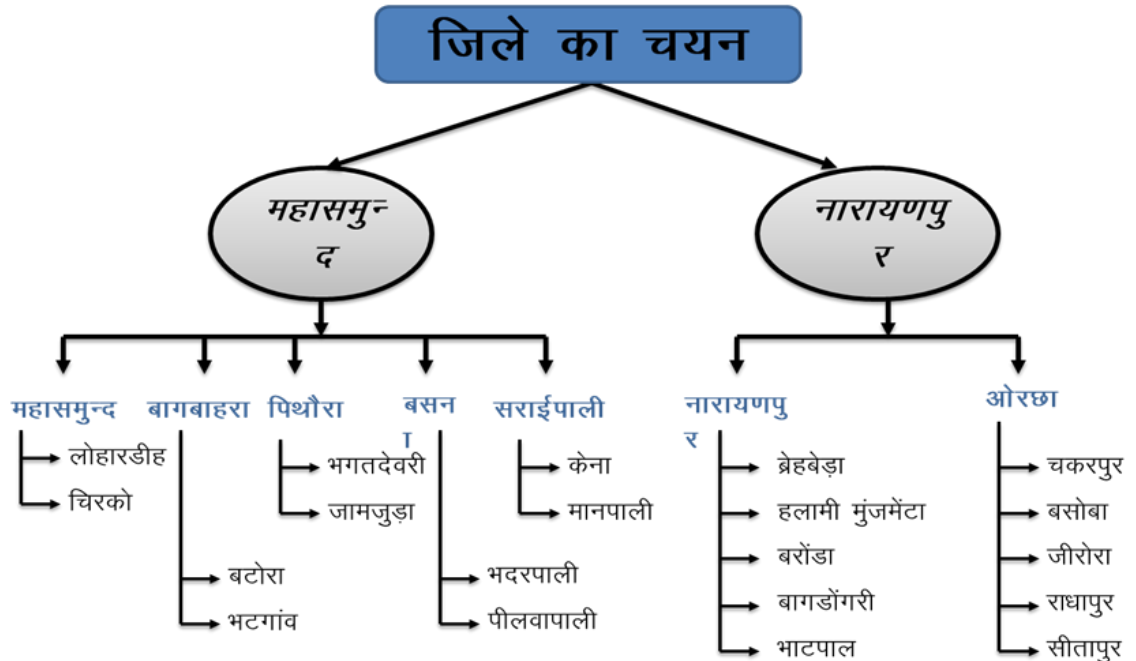 जिले का चयन
महासमुन्
द
नारायणपु
र
महासमुन्द
बागबाहरा
पिथौरा
बसन
ा
सराईपाली
नारायणपु
र
ओरछा
लोहारडीह
चिरको
बटोरा
भटगांव
भगतदेवरी
जामजुड़ा
भदरपाली
पीलवापाली
केना
मानपाली
ब्रेहबेड़ा
हलामी मुंजमेंटा
बरोंडा
बागडोंगरी
भाटपाल
चकरपुर
बसोबा
जीरोरा
राधापुर
सीतापुर